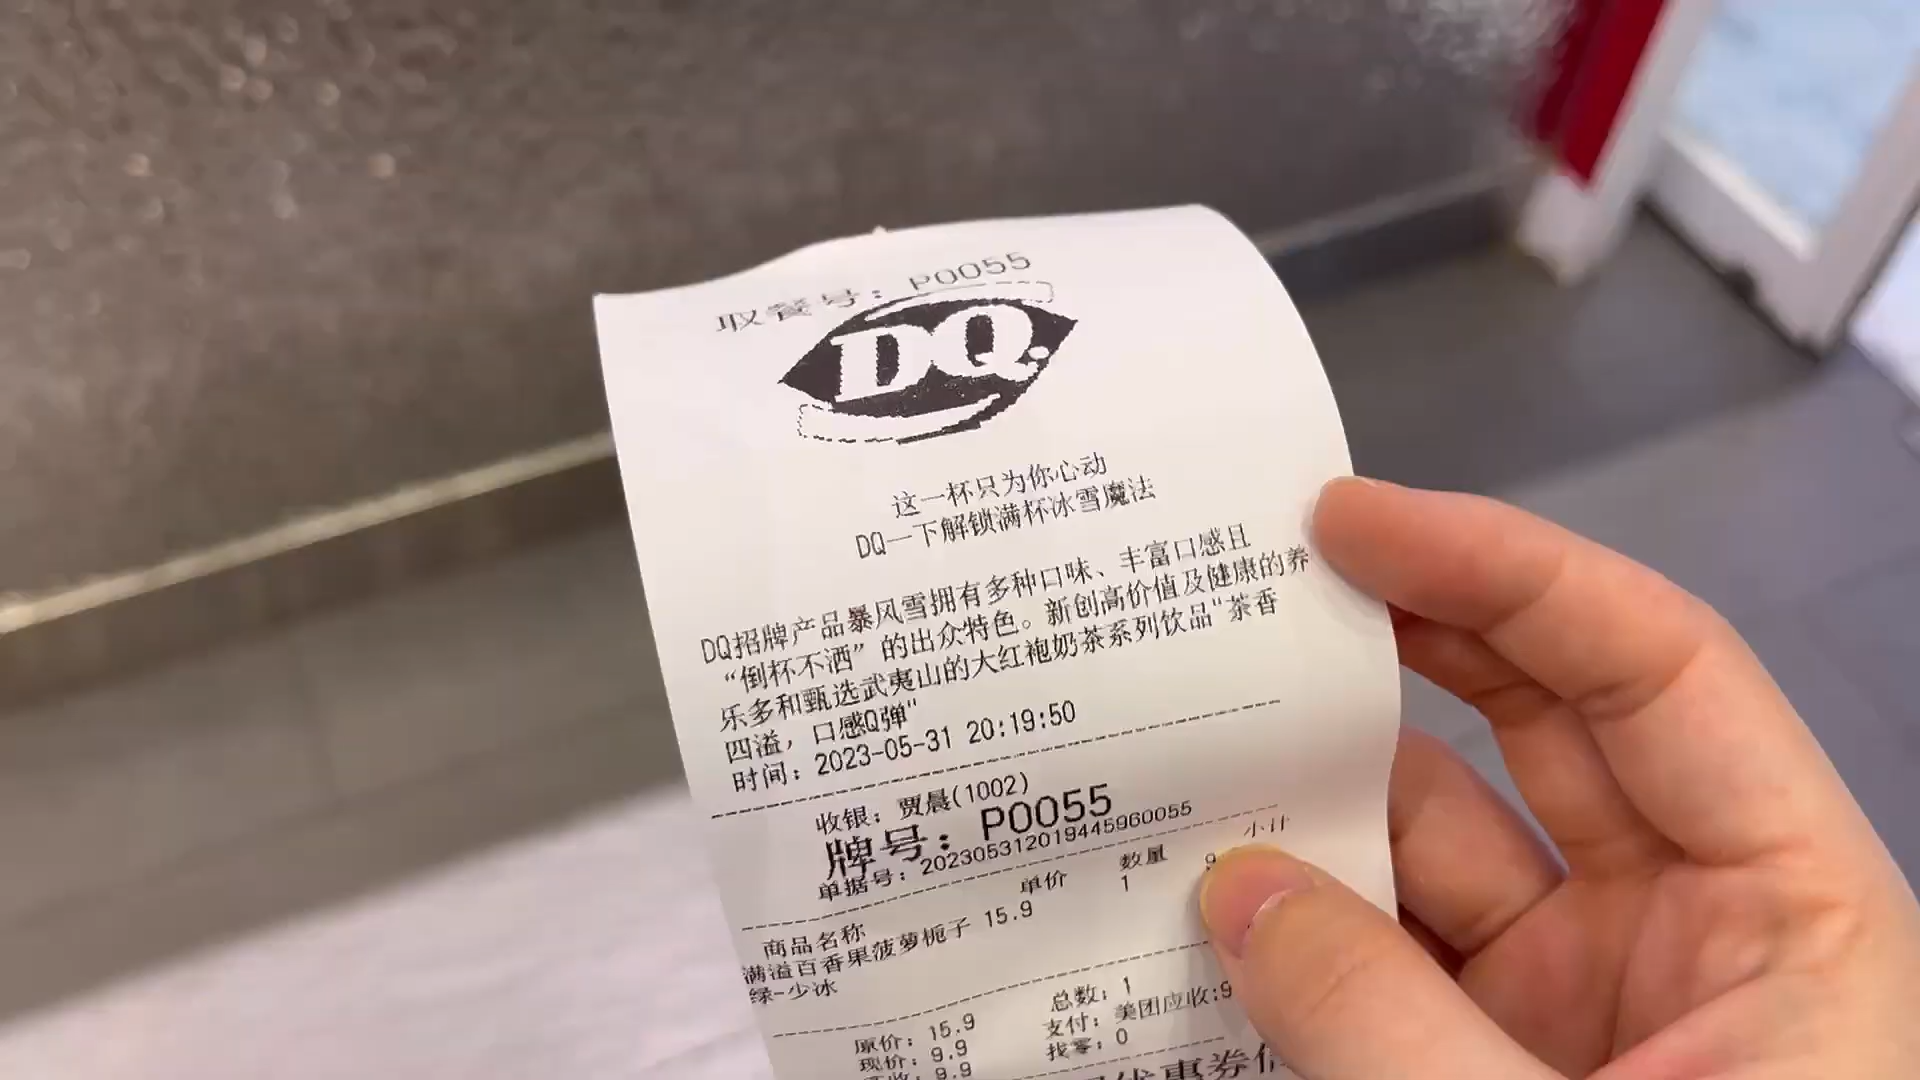 取餐号: P0055
DQ.
这一杯只为你心动
DQ一下解锁满杯冰雪魔法
DQ招牌产品暴风雪拥有多种口味、丰富口感且
“倒杯不洒”的出众特色。新创高价值及健康的养
乐多和甄选武夷山的大红袍奶茶系列饮品"茶香
四溢，口感Q弹"
时间: 2023-05-31 20:19:50
收银: 贾晨(1002)
牌号: P0055
单据号: 202305312019445960055
商品名称 单价 数量 小计
满溢百香果菠萝栀子 15.9 1 9
绿-少冰
原价: 15.9 总数: 1
现价: 9.9 支付: 美团应收:9
9.9 找零: 0
优惠券